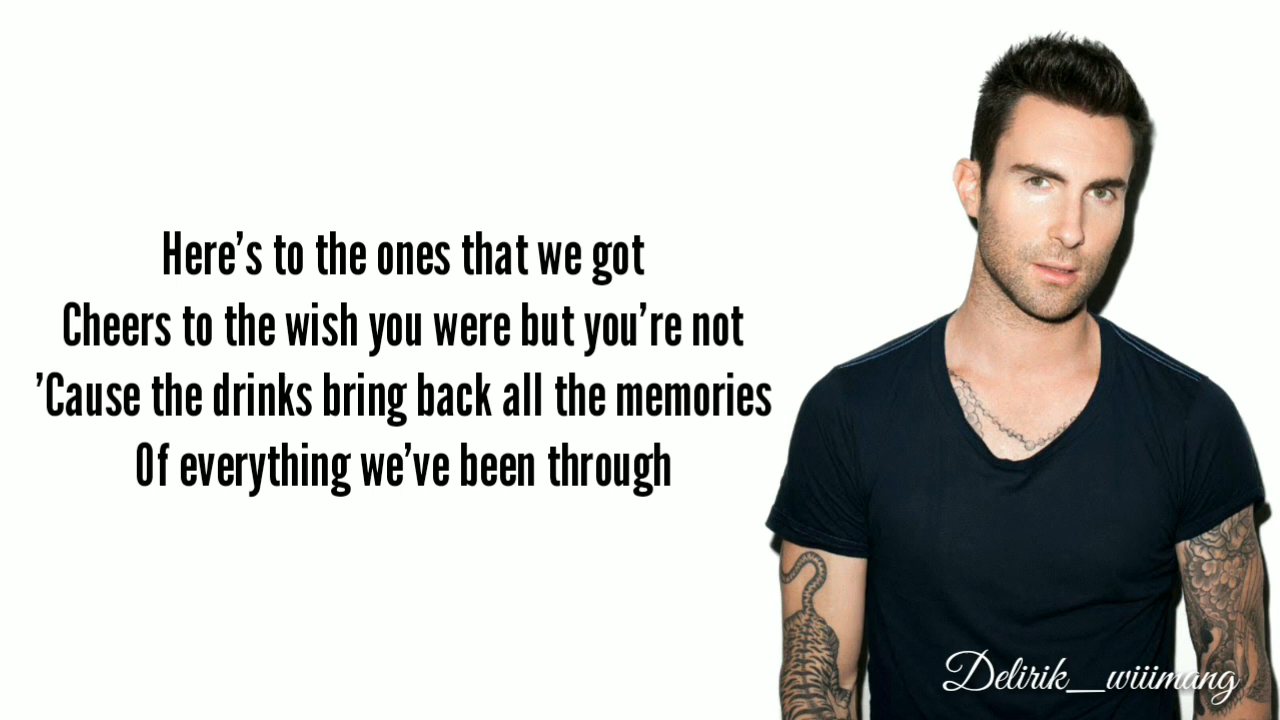 Here's to the ones that we got
Cheers to the wish you were but you're not
'Cause the drinks bring back all the memories
Of everything we've been through
Delirik_wiiimang